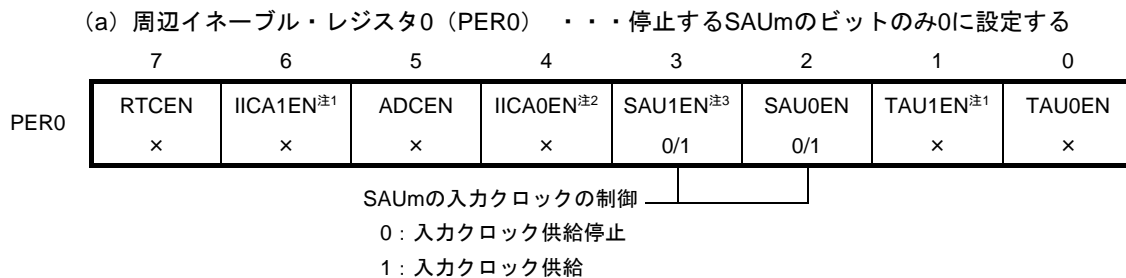 (a) 周辺イネーブル・レジスタ0（PER0） ・・・停止するSAUmのビットのみ0に設定する
7 6 5 4 3 2 1 0
PER0 RTCEN IICA1EN注1 ADCEN IICA0EN注2 SAU1EN注3 SAU0EN TAU1EN注1 TAU0EN
× × × × 0/1 0/1 × ×
SAUmの入力クロックの制御
0：入力クロック供給停止
1：入力クロック供給